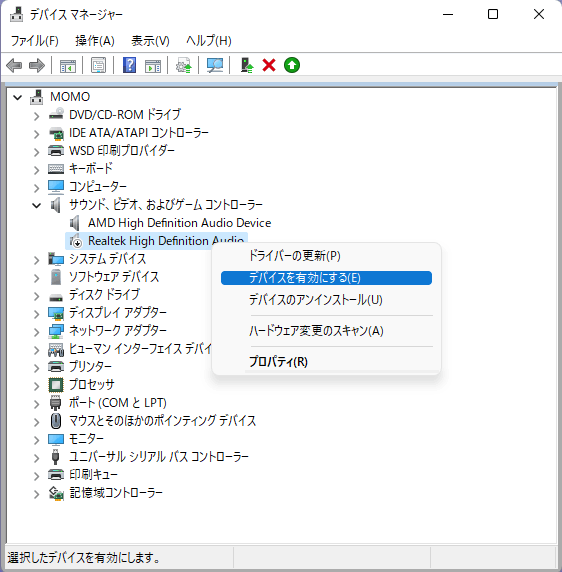 デバイス マネージャー
ファイル(F) 操作(A) 表示(V) ヘルプ(H)
MOMO
DVD/CD-ROM ドライブ
IDE ATA/ATAPI コントローラー
WSD 印刷プロバイダー
キーボード
コンピューター
サウンド、ビデオ、およびゲーム コントローラー
AMD High Definition Audio Device
Realtek High Definition Audio
システム デバイス
ソフトウェア デバイス
ディスク ドライブ
ディスプレイ アダプター
ネットワーク アダプター
ヒューマン インターフェイス デバイ
プリンター
プロセッサ
ポート (COM と LPT)
マウスとそのほかのポインティング デバイス
モニター
ユニバーサル シリアル バス コントローラー
印刷キュー
記憶域コントローラー
ドライバーの更新(P)
デバイスを有効にする(E)
デバイスのアンインストール(U)
ハードウェア変更のスキャン(A)
プロパティ(R)
選択したデバイスを有効にします。